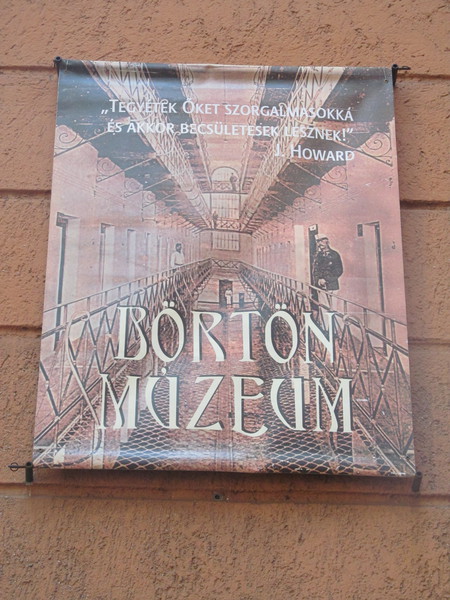 „TEGYÉTEK ŐKET SZORGALMASOKKÁ
ÉS AKKOR BECSÜLETESEK LESZNEK!”
J. HOWARD
BÖRTÖN
MÚZEUM